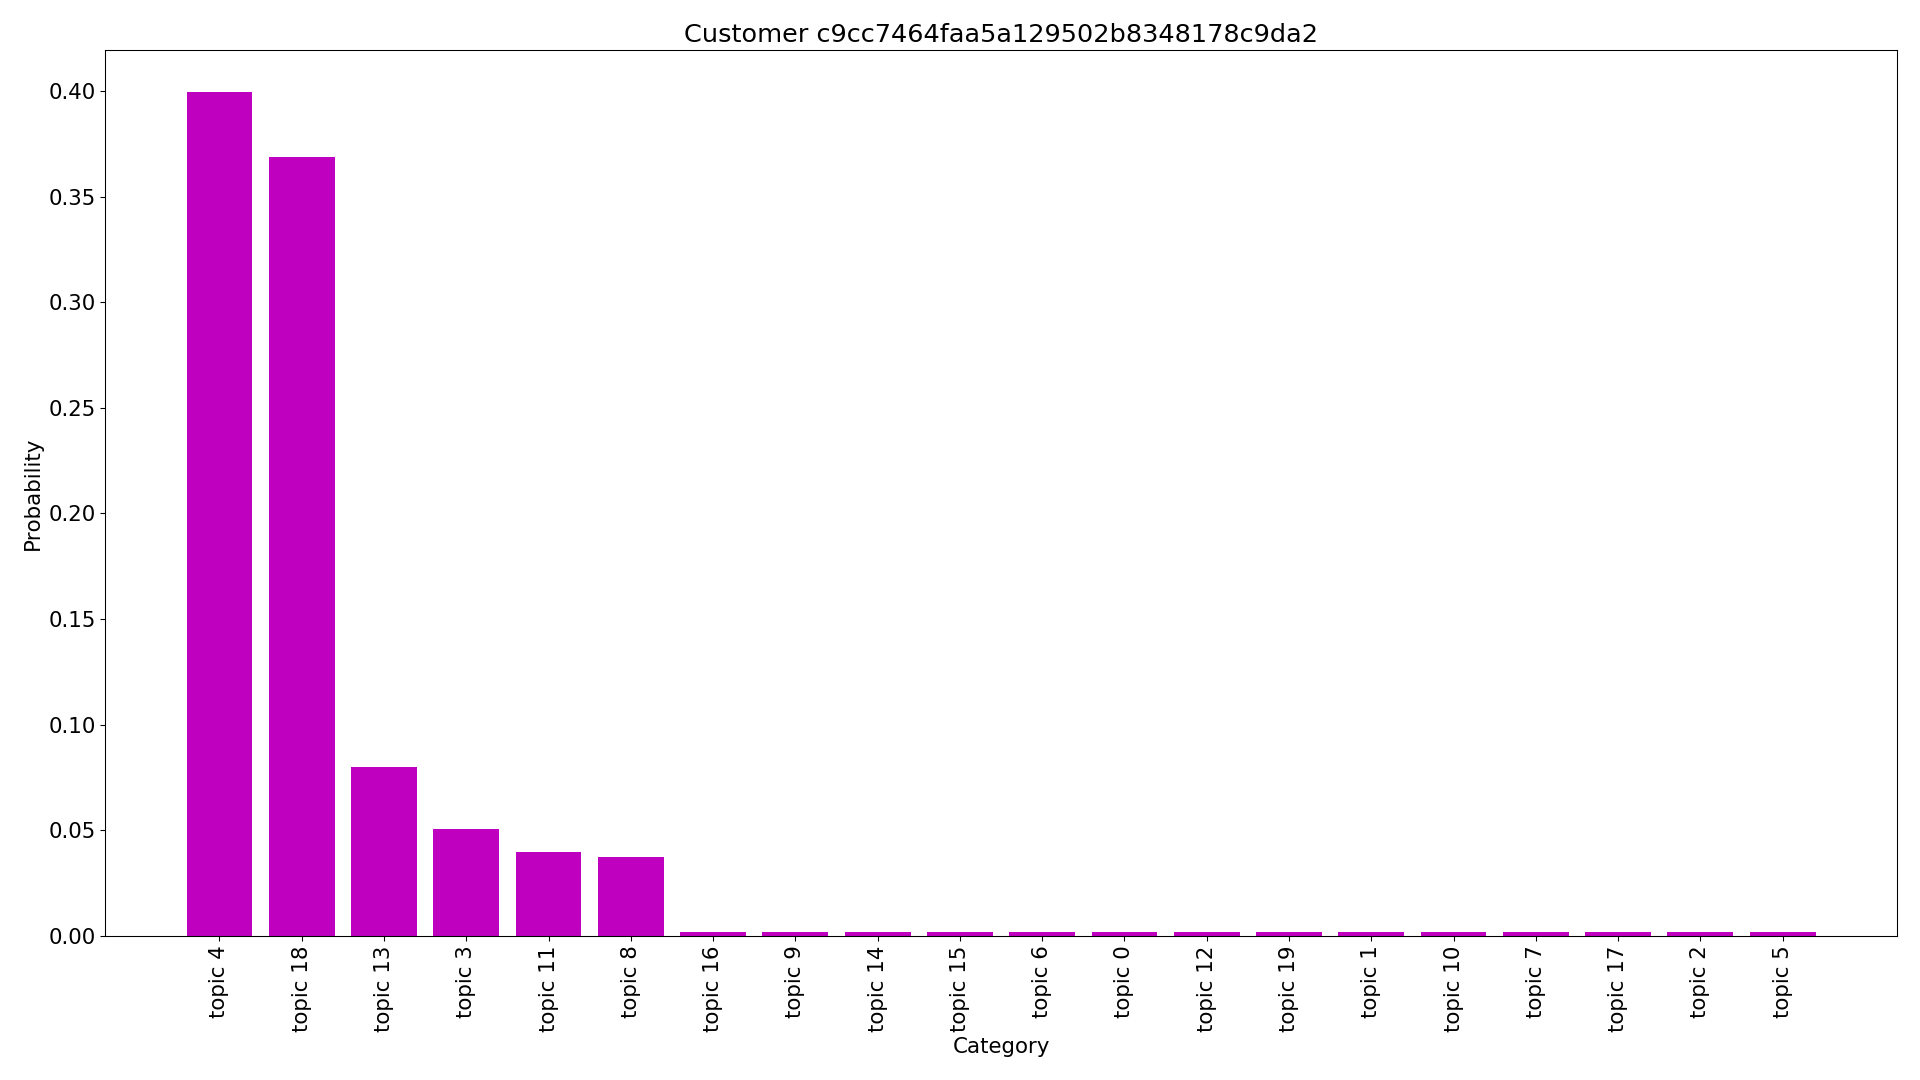 Customer c9cc7464faa5a129502b8348178c9da2
0.40
0.35
0.30
0.25
0.20
0.15
0.10
0.05
0.00
Probability
topic 4
topic 18
topic 13
topic 3
topic 11
topic 8
topic 16
topic 9
topic 14
topic 15
topic 6
topic 0
topic 12
topic 19
topic 1
topic 10
topic 7
topic 17
topic 2
topic 5
Category